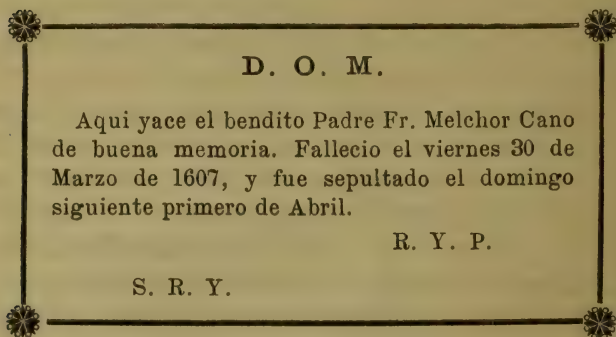 D. O. M.
Aqui yace el bendito Padre Fr. Melchor Cano
de buena memoria. Fallecio el viernes 30 de
Marzo de 1607, y fue sepultado el domingo
siguiente primero de Abril.
R. Y. P.
S. R. Y.